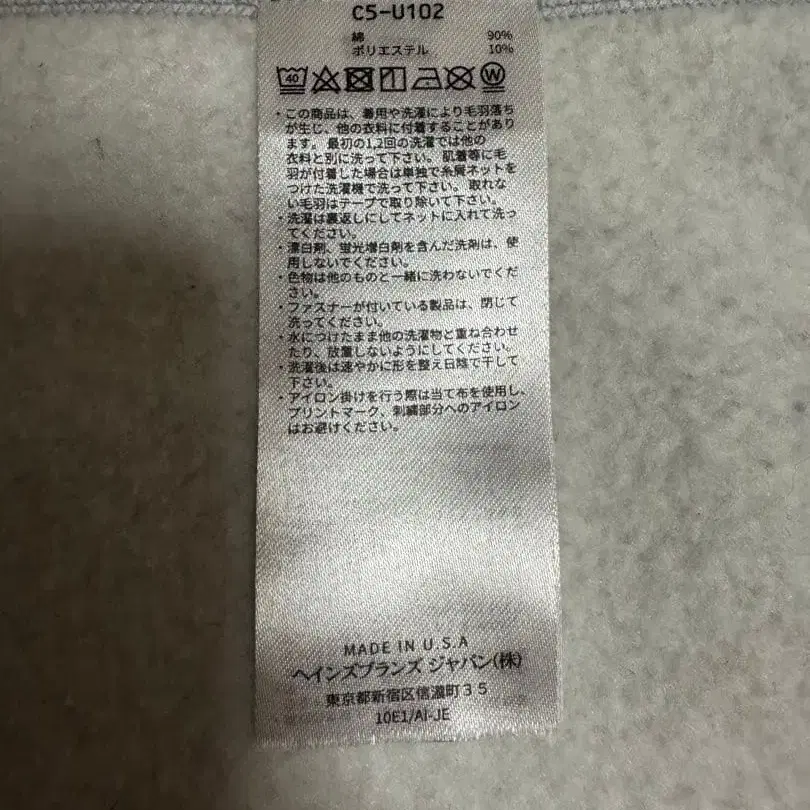 C5-U102
綿 90%
ポリエステル 10%
40 W
・この商品は、着用や洗濯により毛羽落ち
が生じ、他の衣料に付着することがあり
ます。最初の1,2回の洗濯では他の
衣料と別に洗って下さい。肌着等に毛
羽が付着した場合は単独で糸屑ネットを
つけた洗濯機で洗って下さい。取れな
い毛羽はテープで取り除いて下さい。
・洗濯は裏返しにしてネットに入れて洗っ
てください。
・漂白剤、蛍光増白剤を含んだ洗剤は、使
用しないでください。
・色物は他のものと一緒に洗わないでくだ
さい。
・ファスナーが付いている製品は、閉じて
洗ってください。
・水につけたまま他の洗濯物と重ね合わせ
たり、放置しないようにしてください。
・洗濯後は速やかに形を整え日陰で干して
下さい。
・アイロン掛けを行う際は当て布を使用し、
プリントマーク、刺繍部分へのアイロン
はお避けください。
MADE IN U.S.A
ヘインズブランズ ジャパン(株)
東京都新宿区信濃町35
10E1/AI-JE